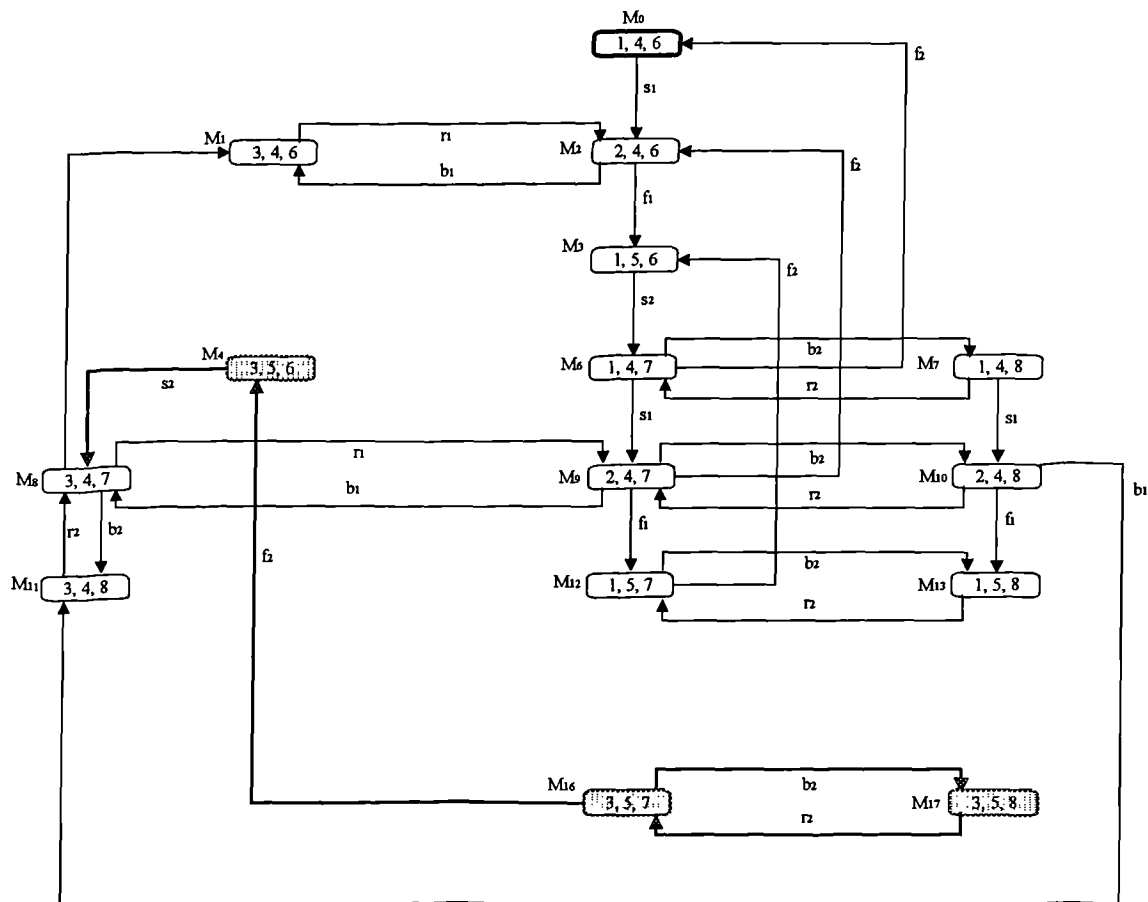 M0
1, 4, 6
f2
s1
M1
3, 4, 6
r1
b1
M2
2, 4, 6
f2
f1
M3
1, 5, 6
f2
s2
M4
3, 5, 6
s2
M6
1, 4, 7
b2
r2
M7
1, 4, 8
s1
s1
M8
3, 4, 7
r1
b1
M9
2, 4, 7
b2
r2
M10
2, 4, 8
b1
r2
b2
f2
f1
f1
M11
3, 4, 8
M12
1, 5, 7
b2
r2
M13
1, 5, 8
M16
3, 5, 7
b2
r2
M17
3, 5, 8